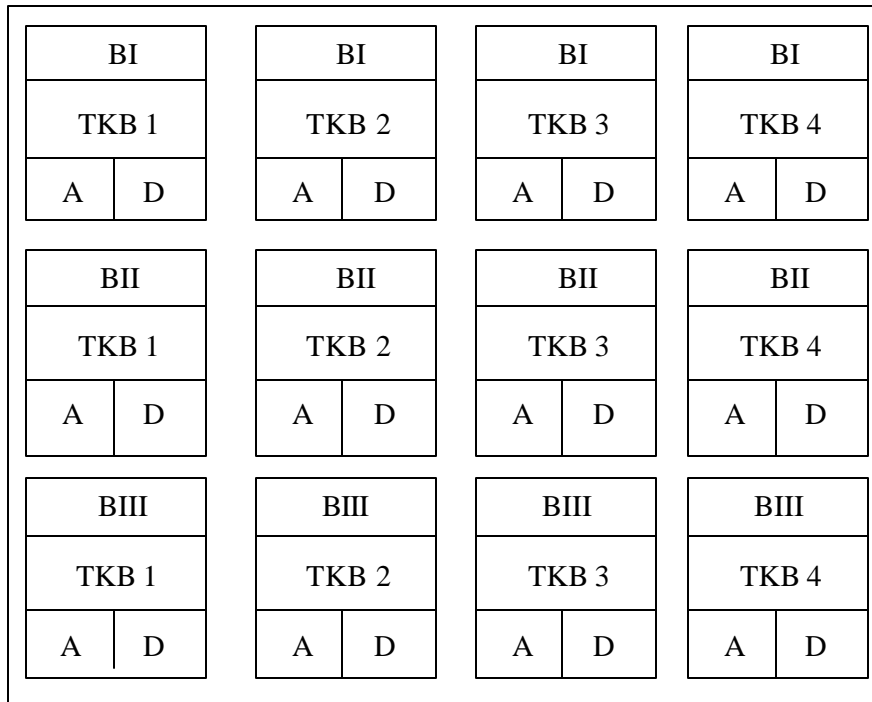 BI BI BI BI
TKB 1 TKB 2 TKB 3 TKB 4
A D A D A D A D
BII BII BII BII
TKB 1 TKB 2 TKB 3 TKB 4
A D A D A D A D
BIII BIII BIII BIII
TKB 1 TKB 2 TKB 3 TKB 4
A D A D A D A D